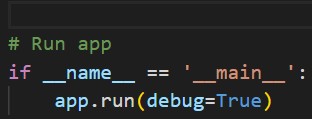 # Run app
if __name__ == '__main__':
    app.run(debug=True)